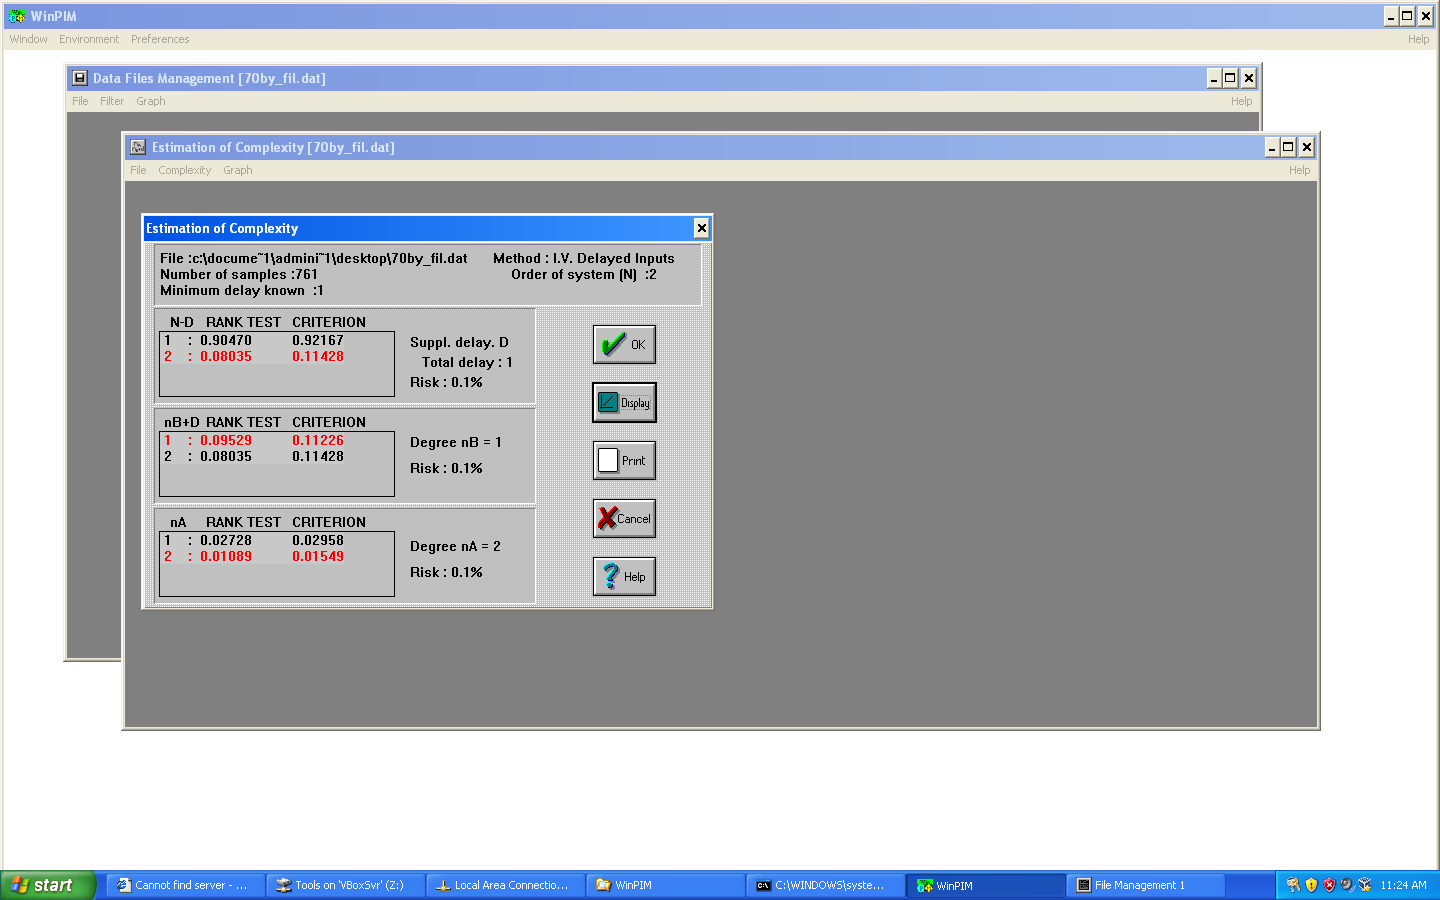 WinPIM
Window Environment Preferences Help
Data Files Management [70by_fil.dat]
File Filter Graph Help
Estimation of Complexity [70by_fil.dat]
File Complexity Graph Help
Estimation of Complexity
File :c:\docume~1\admini~1\desktop\70by_fil.dat Method : I.V. Delayed Inputs
Number of samples :761 Order of system (N) :2
Minimum delay known :1
N-D RANK TEST CRITERION
1 : 0.90470 0.92167
2 : 0.08035 0.11428
Suppl. delay. D
Total delay : 1
Risk : 0.1%
nB+D RANK TEST CRITERION
1 : 0.09529 0.11226
2 : 0.08035 0.11428
Degree nB = 1
Risk : 0.1%
nA RANK TEST CRITERION
1 : 0.02728 0.02958
2 : 0.01089 0.01549
Degree nA = 2
Risk : 0.1%
OK
Display
Print
Cancel
Help
start Cannot find server - ... Tools on 'VBoxSvr' (Z:) Local Area Connectio... WinPIM C:\WINDOWS\syste... WinPIM File Management 1 11:24 AM